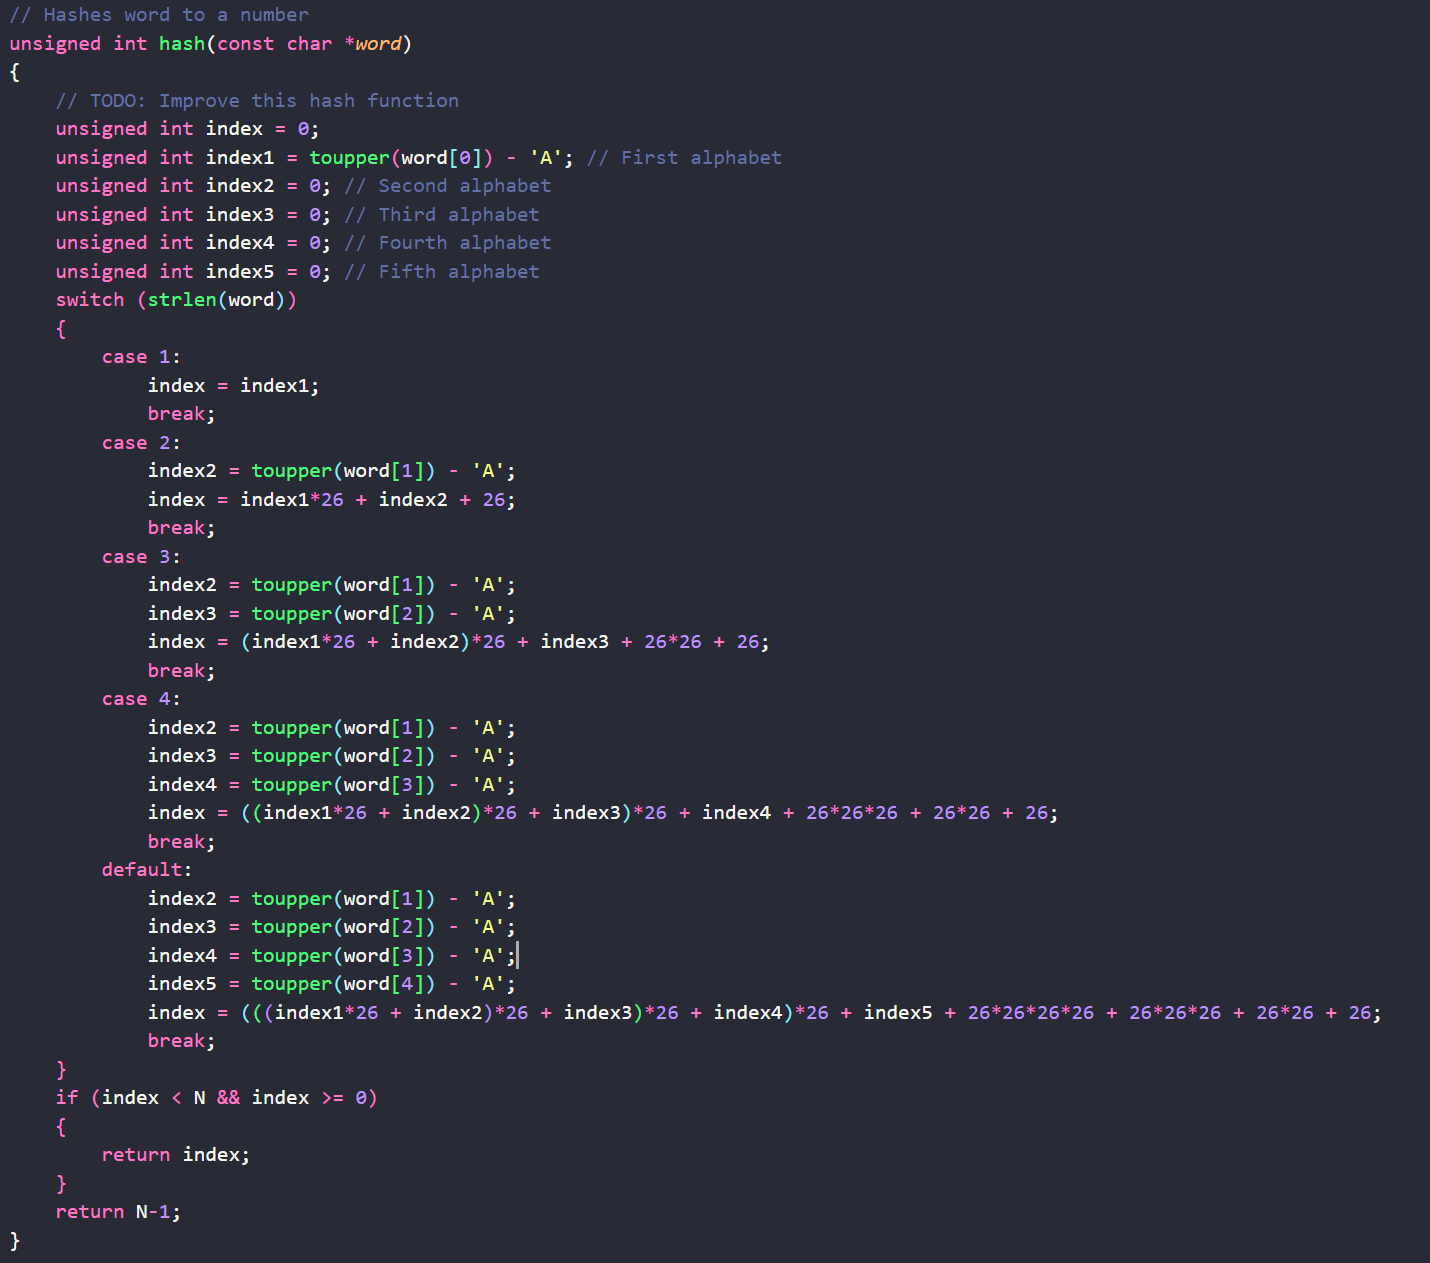 // Hashes word to a number
unsigned int hash(const char *word)
{
    // TODO: Improve this hash function
    unsigned int index = 0;
    unsigned int index1 = toupper(word[0]) - 'A'; // First alphabet
    unsigned int index2 = 0; // Second alphabet
    unsigned int index3 = 0; // Third alphabet
    unsigned int index4 = 0; // Fourth alphabet
    unsigned int index5 = 0; // Fifth alphabet
    switch (strlen(word))
    {
        case 1:
            index = index1;
            break;
        case 2:
            index2 = toupper(word[1]) - 'A';
            index = index1*26 + index2 + 26;
            break;
        case 3:
            index2 = toupper(word[1]) - 'A';
            index3 = toupper(word[2]) - 'A';
            index = (index1*26 + index2)*26 + index3 + 26*26 + 26;
            break;
        case 4:
            index2 = toupper(word[1]) - 'A';
            index3 = toupper(word[2]) - 'A';
            index4 = toupper(word[3]) - 'A';
            index = ((index1*26 + index2)*26 + index3)*26 + index4 + 26*26*26 + 26*26 + 26;
            break;
        default:
            index2 = toupper(word[1]) - 'A';
            index3 = toupper(word[2]) - 'A';
            index4 = toupper(word[3]) - 'A';
            index5 = toupper(word[4]) - 'A';
            index = (((index1*26 + index2)*26 + index3)*26 + index4)*26 + index5 + 26*26*26*26 + 26*26*26 + 26*26 + 26;
            break;
    }
    if (index < N && index >= 0)
    {
        return index;
    }
    return N-1;
}